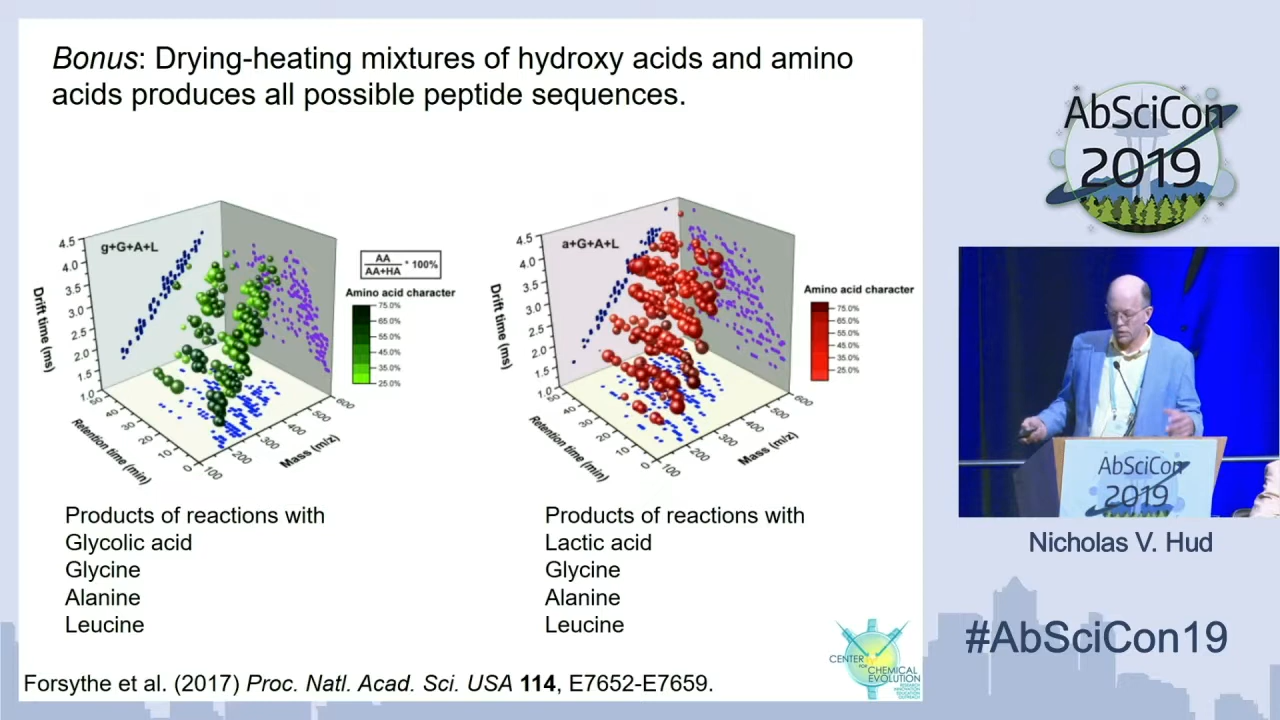 Bonus: Drying-heating mixtures of hydroxy acids and amino
acids produces all possible peptide sequences.
g+G+A+L
4.5
4.0
3.5
3.0
2.5
2.0
1.5
1.0
Drift time (ms)
50
40
30
20
10
0
Retention time (min)
100
200
300
400
500
600
Mass (m/z)
AA
AA+HA
* 100%
Amino acid character
75.0%
65.0%
55.0%
45.0%
35.0%
25.0%
a+G+A+L
4.5
4.0
3.5
3.0
2.5
2.0
1.5
1.0
Drift time (ms)
50
40
30
20
10
0
Retention time (min)
100
200
300
400
500
600
Mass (m/z)
Amino acid character
75.0%
65.0%
55.0%
45.0%
35.0%
25.0%
Products of reactions with
Glycolic acid
Glycine
Alanine
Leucine
Products of reactions with
Lactic acid
Glycine
Alanine
Leucine
CENTER
FOR
CHEMICAL
EVOLUTION
Forsythe et al. (2017) Proc. Natl. Acad. Sci. USA 114, E7652-E7659.
AbSciCon
2019
AbSciCon
2019
Nicholas V. Hud
#AbSciCon19